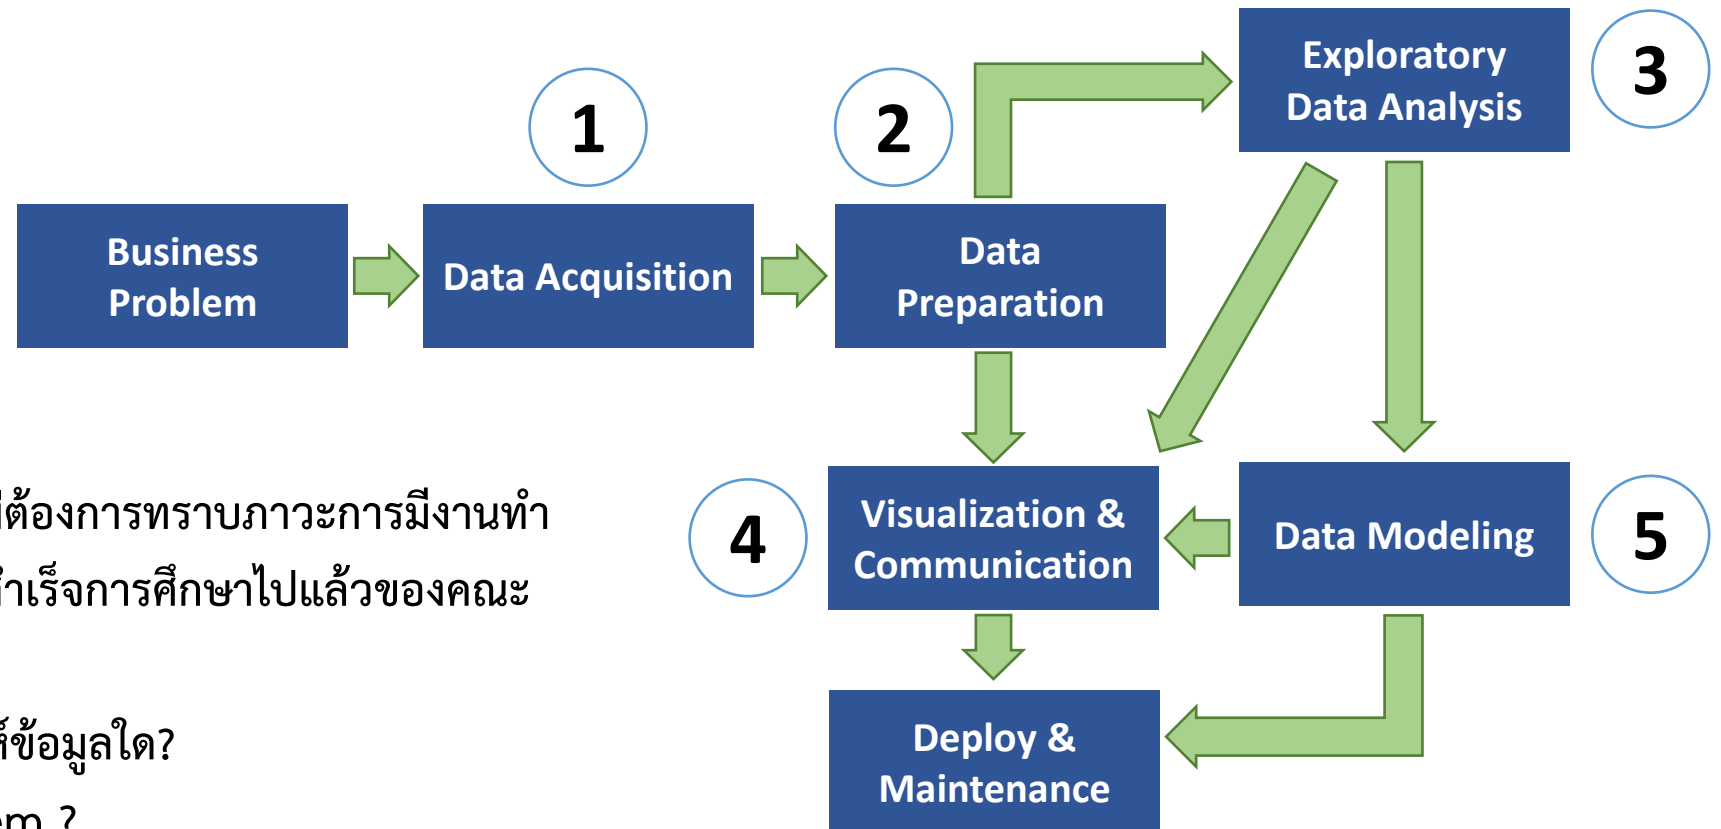 Exploratory
Data Analysis
3
1
2
Business
Problem
Data Acquisition
Data
Preparation
ต้องการทราบภาวะการมีงานทำ
สำเร็จการศึกษาไปแล้วของคณะ
4
Visualization &
Communication
Data Modeling
5
ข้อมูลใด?
?
Deploy &
Maintenance